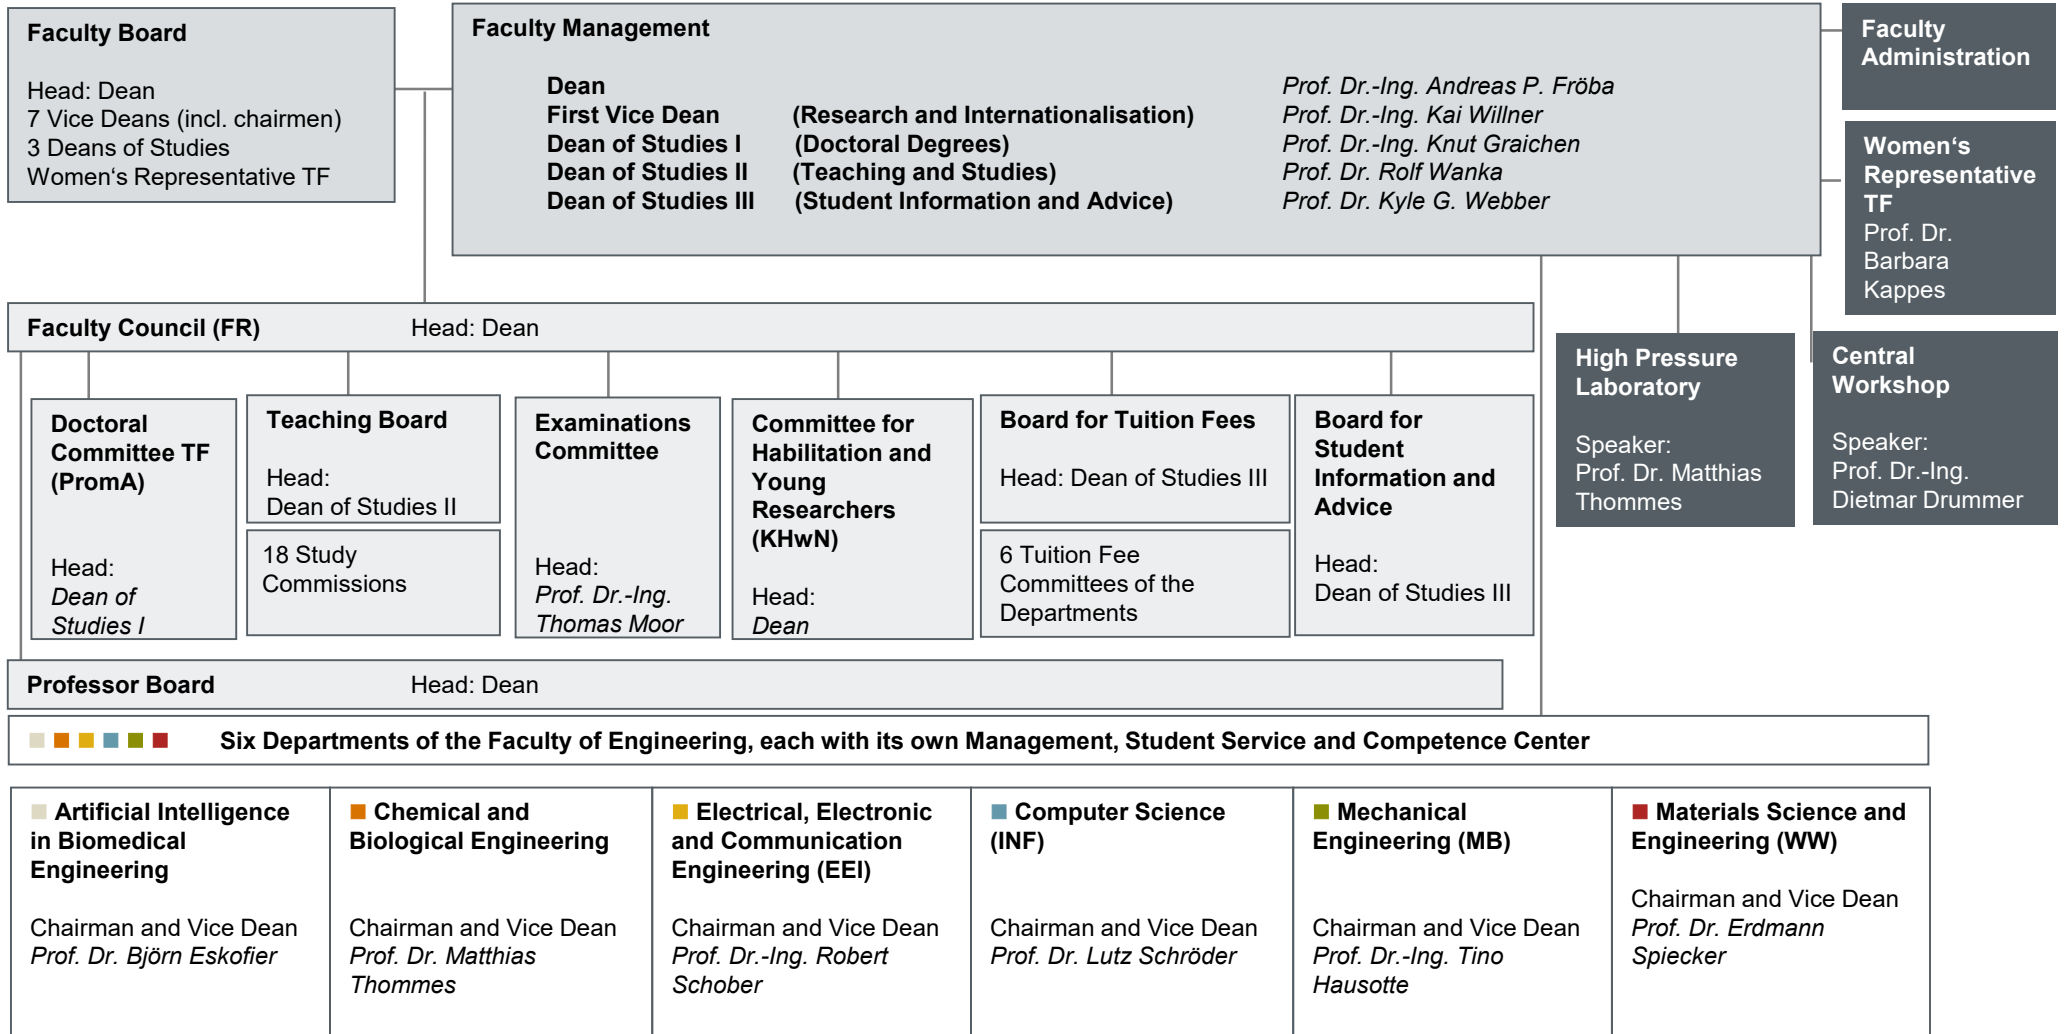 Faculty Board
Head: Dean
7 Vice Deans (incl. chairmen)
3 Deans of Studies
Women‘s Representative TF
Faculty Management
Dean Prof. Dr.-Ing. Andreas P. Fröba
First Vice Dean (Research and Internationalisation) Prof. Dr.-Ing. Kai Willner
Dean of Studies I (Doctoral Degrees) Prof. Dr.-Ing. Knut Graichen
Dean of Studies II (Teaching and Studies) Prof. Dr. Rolf Wanka
Dean of Studies III (Student Information and Advice) Prof. Dr. Kyle G. Webber
Faculty
Administration
Women‘s
Representative
TF
Prof. Dr.
Barbara
Kappes
Faculty Council (FR) Head: Dean
High Pressure
Laboratory
Speaker:
Prof. Dr. Matthias
Thommes
Central
Workshop
Speaker:
Prof. Dr.-Ing.
Dietmar Drummer
Doctoral
Committee TF
(PromA)
Head:
Dean of
Studies I
Teaching Board
Head:
Dean of Studies II
18 Study
Commissions
Examinations
Committee
Head:
Prof. Dr.-Ing.
Thomas Moor
Committee for
Habilitation and
Young
Researchers
(KHwN)
Head:
Dean
Board for Tuition Fees
Head: Dean of Studies III
6 Tuition Fee
Committees of the
Departments
Board for
Student
Information and
Advice
Head:
Dean of Studies III
Professor Board Head: Dean
Six Departments of the Faculty of Engineering, each with its own Management, Student Service and Competence Center
Artificial Intelligence
in Biomedical
Engineering
Chairman and Vice Dean
Prof. Dr. Björn Eskofier
Chemical and
Biological Engineering
Chairman and Vice Dean
Prof. Dr. Matthias
Thommes
Electrical, Electronic
and Communication
Engineering (EEI)
Chairman and Vice Dean
Prof. Dr.-Ing. Robert
Schober
Computer Science
(INF)
Chairman and Vice Dean
Prof. Dr. Lutz Schröder
Mechanical
Engineering (MB)
Chairman and Vice Dean
Prof. Dr.-Ing. Tino
Hausotte
Materials Science and
Engineering (WW)
Chairman and Vice Dean
Prof. Dr. Erdmann
Spiecker